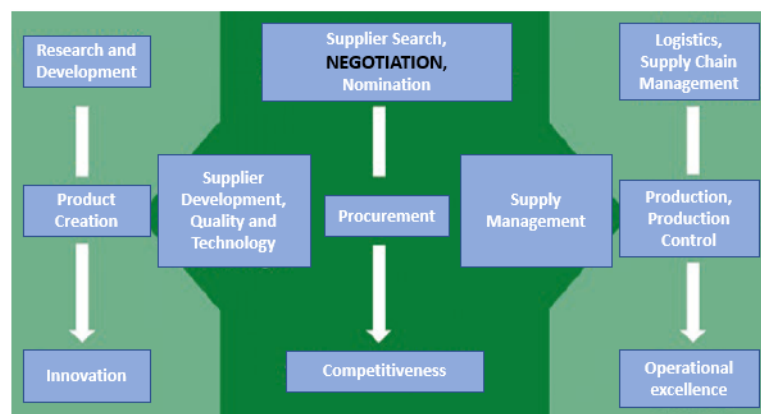 Research and
Development
Supplier Search,
NEGOTIATION,
Nomination
Logistics,
Supply Chain
Management
Product
Creation
Supplier
Development,
Quality and
Technology
Procurement
Supply
Management
Production,
Production
Control
Innovation
Competitiveness
Operational
excellence